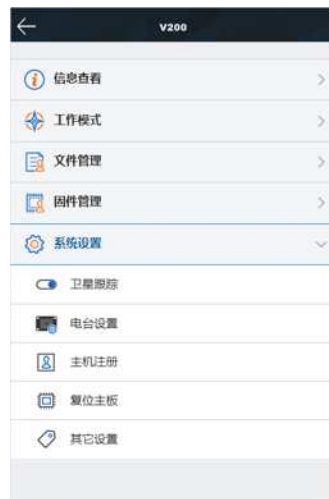 V200
信息查看
工作模式
文件管理
固件管理
系统设置
卫星跟踪
电台设置
主机注册
复位主板
其它设置